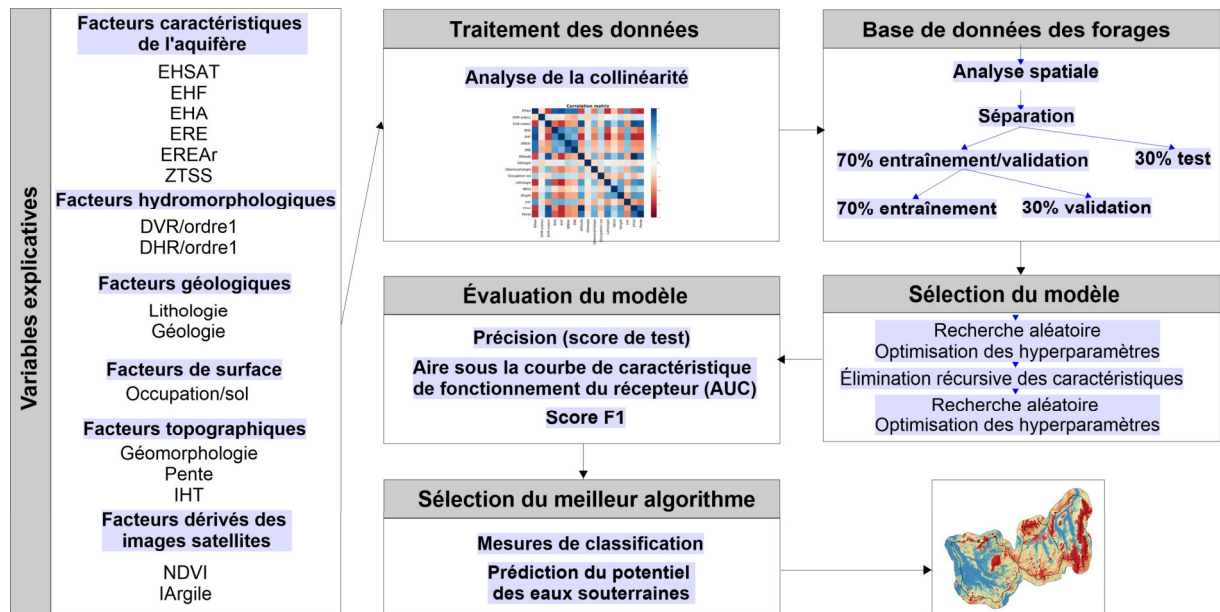 Variables explicatives
Facteurs caractéristiques
de l'aquifère
EHSAT
EHF
EHA
ERE
EREAr
ZTSS
Facteurs hydromorphologiques
DVR/ordre1
DHR/ordre1
Facteurs géologiques
Lithologie
Géologie
Facteurs de surface
Occupation/sol
Facteurs topographiques
Géomorphologie
Pente
IHT
Facteurs dérivés des
images satellites
NDVI
IArgile
Traitement des données
Analyse de la collinéarité
Correlation matrix
Base de données des forages
Analyse spatiale
Séparation
70% entraînement/validation
30% test
70% entraînement
30% validation
Sélection du modèle
Recherche aléatoire
Optimisation des hyperparamètres
Élimination récursive des caractéristiques
Recherche aléatoire
Optimisation des hyperparamètres
Évaluation du modèle
Précision (score de test)
Aire sous la courbe de caractéristique
de fonctionnement du récepteur (AUC)
Score F1
Sélection du meilleur algorithme
Mesures de classification
Prédiction du potentiel
des eaux souterraines